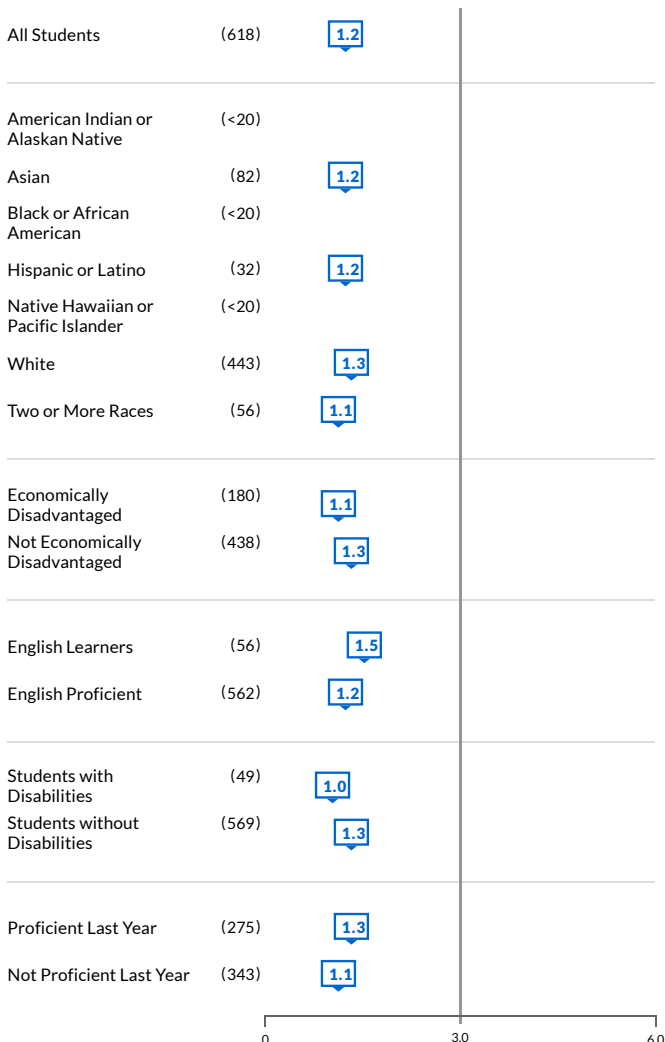 All Students (618) 1.2
American Indian or (<20)
Alaskan Native
Asian (82) 1.2
Black or African (<20)
American
Hispanic or Latino (32) 1.2
Native Hawaiian or (<20)
Pacific Islander
White (443) 1.3
Two or More Races (56) 1.1
Economically (180) 1.1
Disadvantaged
Not Economically (438) 1.3
Disadvantaged
English Learners (56) 1.5
English Proficient (562) 1.2
Students with (49) 1.0
Disabilities
Students without (569) 1.3
Disabilities
Proficient Last Year (275) 1.3
Not Proficient Last Year (343) 1.1
0 3.0 6.0